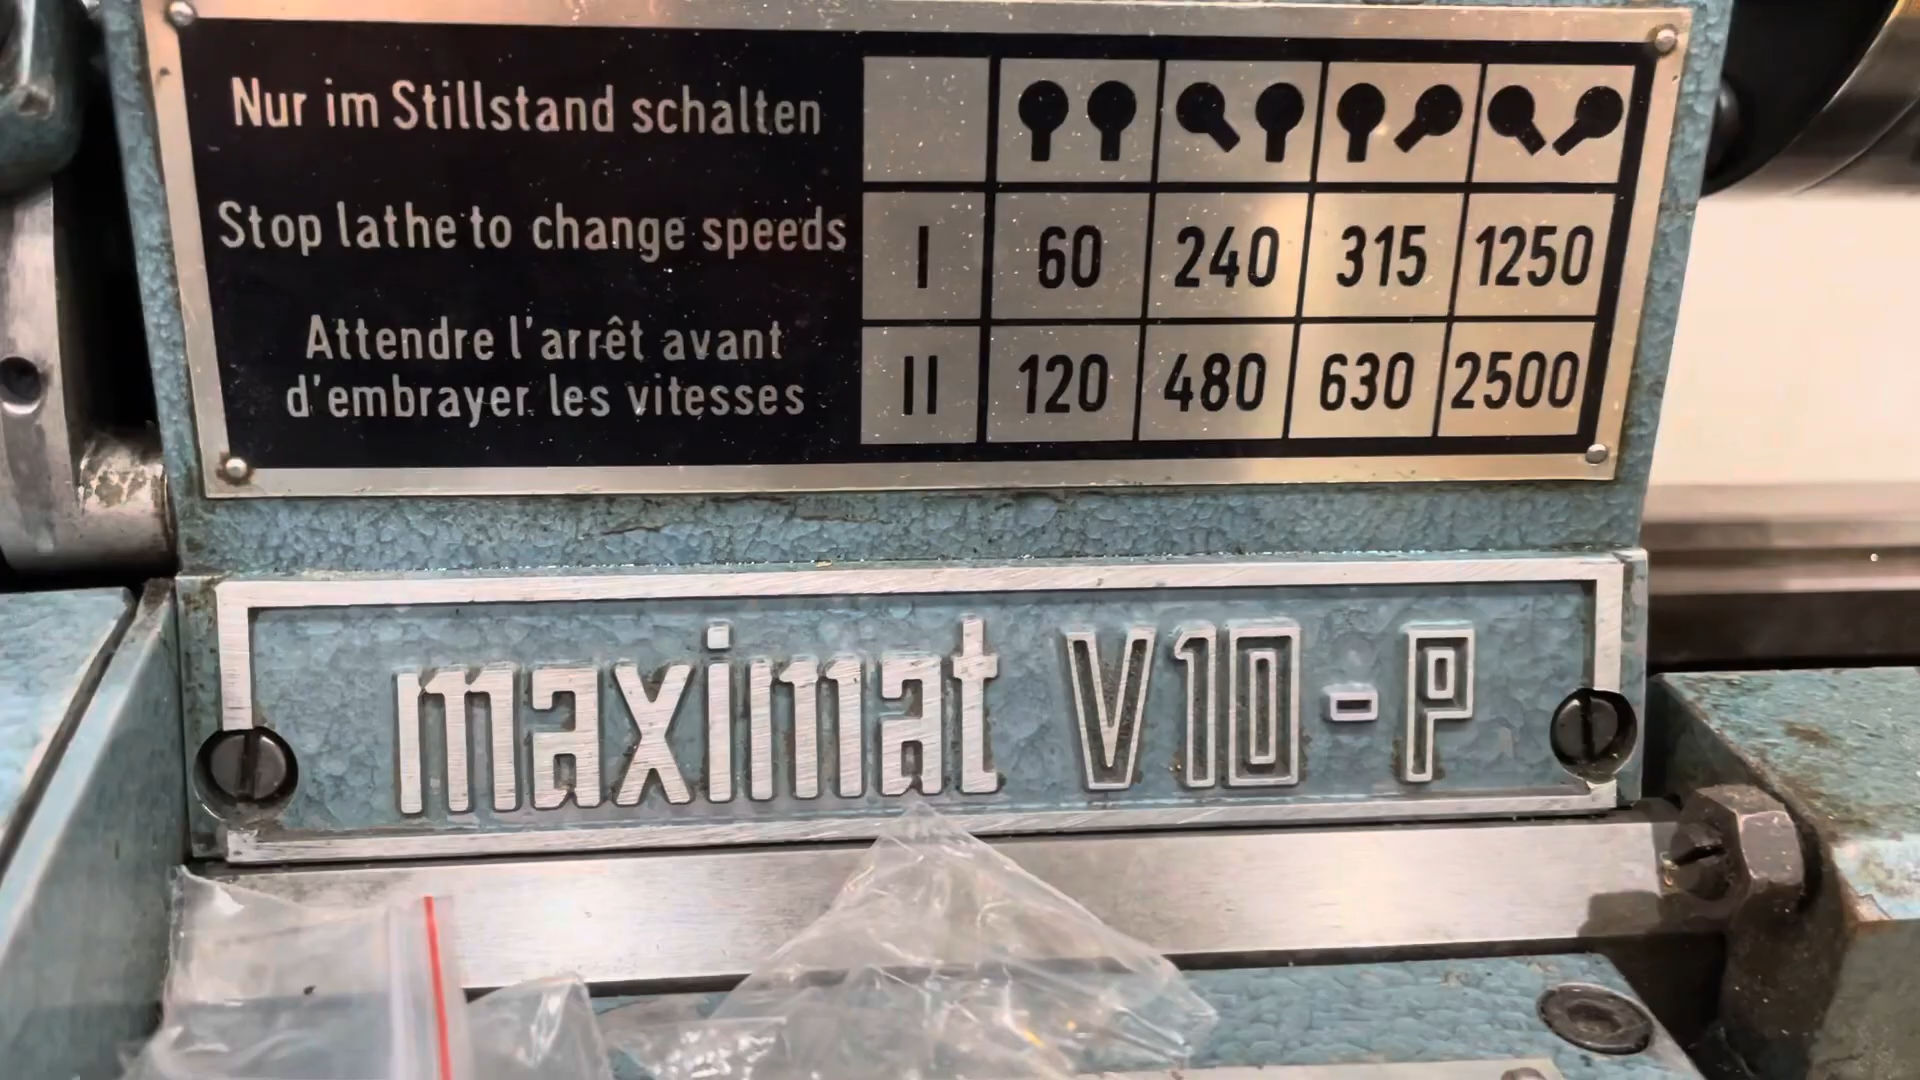 Nur im Stillstand schalten
Stop lathe to change speeds
Attendre l'arrêt avant
d'embrayer les vitesses
I 60 240 315 1250
II 120 480 630 2500
maximat V10-P